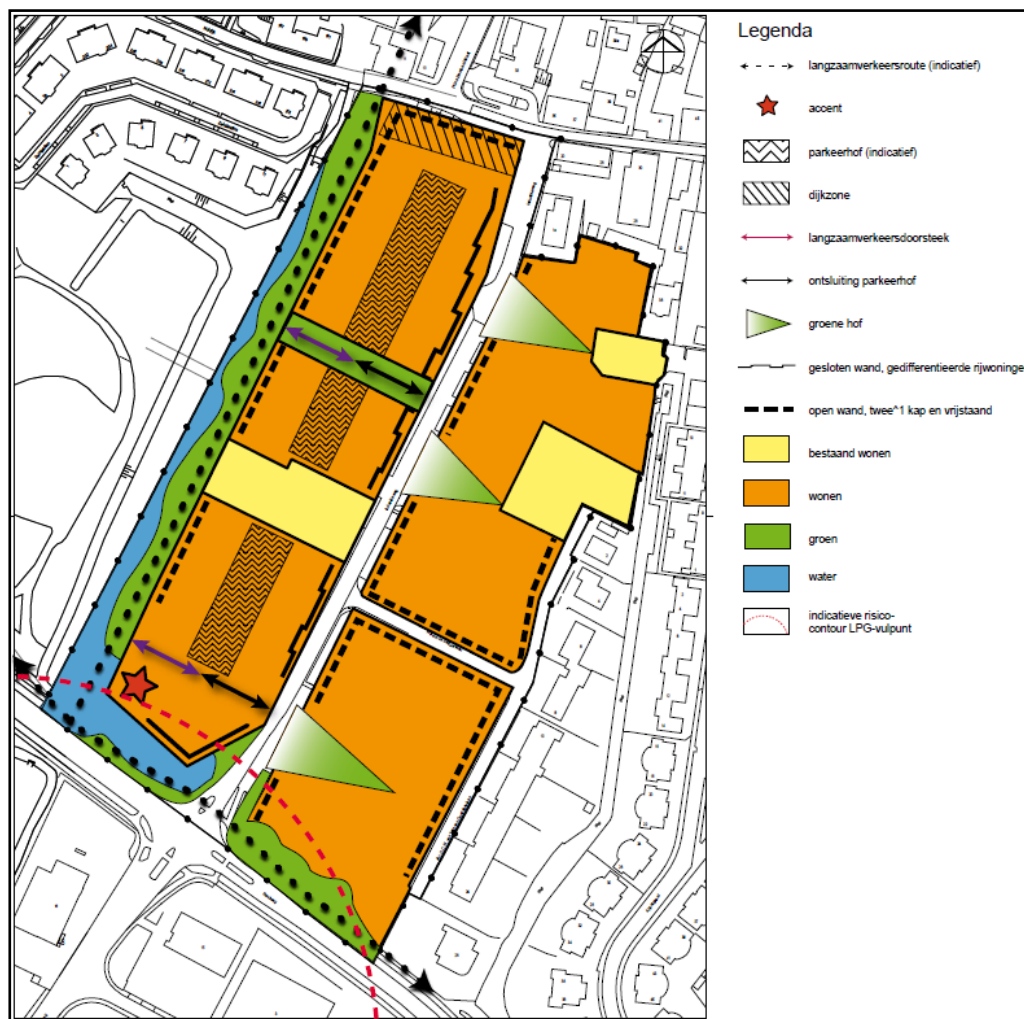 Legenda
langzaamverkeersroute (indicatief)
accent
parkeerhof (indicatief)
dijkzone
langzaamverkeersdoorsteek
ontsluiting parkeerhof
groene hof
gesloten wand, gedifferentieerde rijwoninge
open wand, twee^1 kap en vrijstaand
bestaand wonen
wonen
groen
water
indicatieve risico-
contour LPG-vulpunt